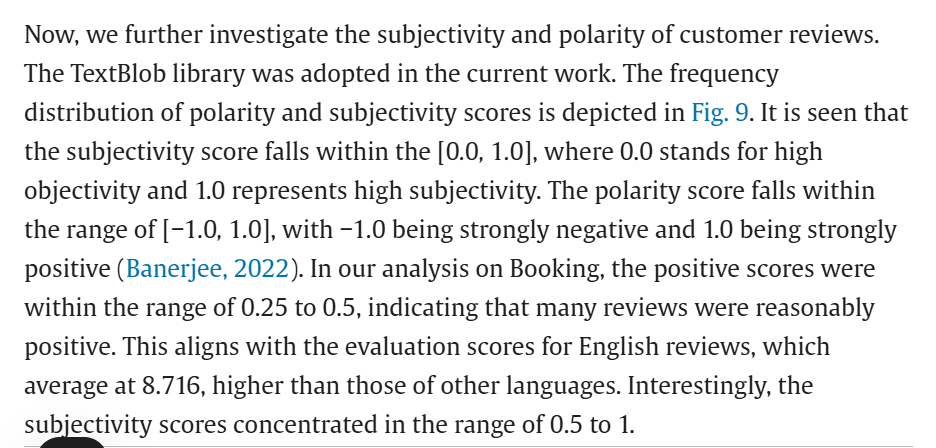 Now, we further investigate the subjectivity and polarity of customer reviews.
The TextBlob library was adopted in the current work. The frequency
distribution of polarity and subjectivity scores is depicted in Fig. 9. It is seen that
the subjectivity score falls within the [0.0, 1.0], where 0.0 stands for high
objectivity and 1.0 represents high subjectivity. The polarity score falls within
the range of [−1.0, 1.0], with −1.0 being strongly negative and 1.0 being strongly
positive (Banerjee, 2022). In our analysis on Booking, the positive scores were
within the range of 0.25 to 0.5, indicating that many reviews were reasonably
positive. This aligns with the evaluation scores for English reviews, which
average at 8.716, higher than those of other languages. Interestingly, the
subjectivity scores concentrated in the range of 0.5 to 1.